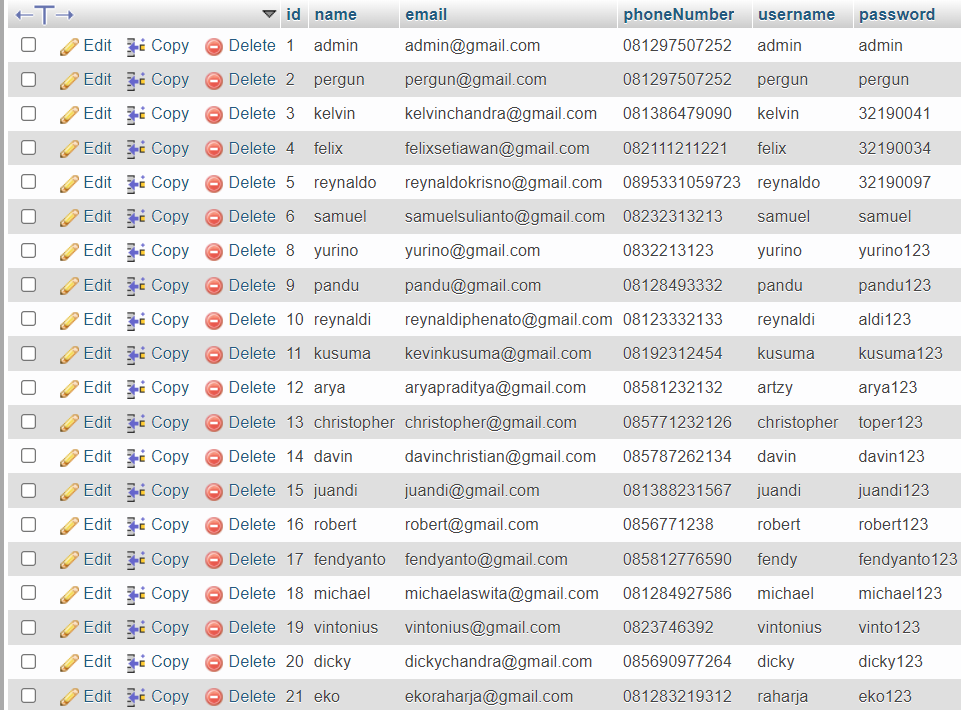 ←T→ id name email phoneNumber username password
Edit Copy Delete 1 admin admin@gmail.com 081297507252 admin admin
Edit Copy Delete 2 pergun pergun@gmail.com 081297507252 pergun pergun
Edit Copy Delete 3 kelvin kelvinchandra@gmail.com 081386479090 kelvin 32190041
Edit Copy Delete 4 felix felixsetiawan@gmail.com 082111211221 felix 32190034
Edit Copy Delete 5 reynaldo reynaldokrisno@gmail.com 0895331059723 reynaldo 32190097
Edit Copy Delete 6 samuel samuelsulianto@gmail.com 08232313213 samuel samuel
Edit Copy Delete 8 yurino yurino@gmail.com 0832213123 yurino yurino123
Edit Copy Delete 9 pandu pandu@gmail.com 08128493332 pandu pandu123
Edit Copy Delete 10 reynaldi reynaldiphenato@gmail.com 08123332133 reynaldi aldi123
Edit Copy Delete 11 kusuma kevinkusuma@gmail.com 08192312454 kusuma kusuma123
Edit Copy Delete 12 arya aryapraditya@gmail.com 08581232132 artzy arya123
Edit Copy Delete 13 christopher christopher@gmail.com 085771232126 christopher toper123
Edit Copy Delete 14 davin davinchristian@gmail.com 085787262134 davin davin123
Edit Copy Delete 15 juandi juandi@gmail.com 081388231567 juandi juandi123
Edit Copy Delete 16 robert robert@gmail.com 0856771238 robert robert123
Edit Copy Delete 17 fendyanto fendyanto@gmail.com 085812776590 fendy fendyanto123
Edit Copy Delete 18 michael michaelaswita@gmail.com 081284927586 michael michael123
Edit Copy Delete 19 vintonius vintonius@gmail.com 0823746392 vintonius vinto123
Edit Copy Delete 20 dicky dickychandra@gmail.com 085690977264 dicky dicky123
Edit Copy Delete 21 eko ekoraharja@gmail.com 081283219312 raharja eko123